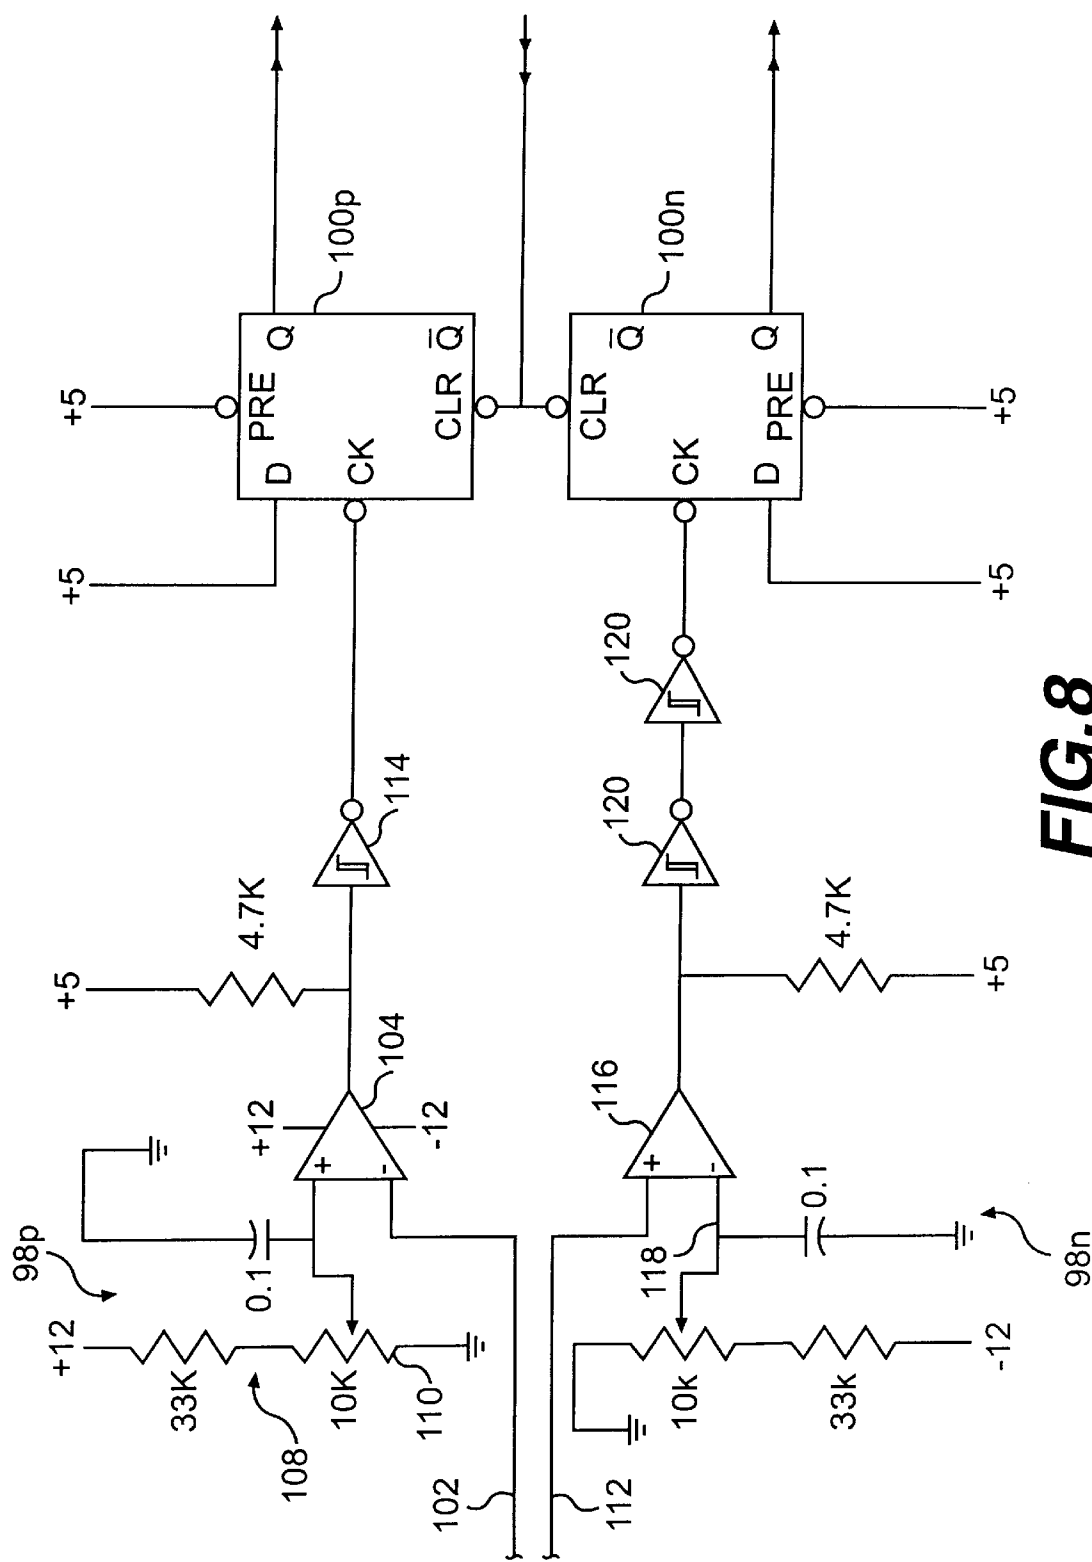 +5
+5
PRE
D
Q
100p
CK
CLR
Q̅
+5
4.7K
114
+12
104
-12
+
-
98p
+12
0.1
33K
108
10K
110
102
112
CLR
Q̅
100n
CK
D
PRE
Q
+5
+5
120
120
4.7K
+5
116
+
-
118
0.1
98n
10k
33k
-12
FIG.8